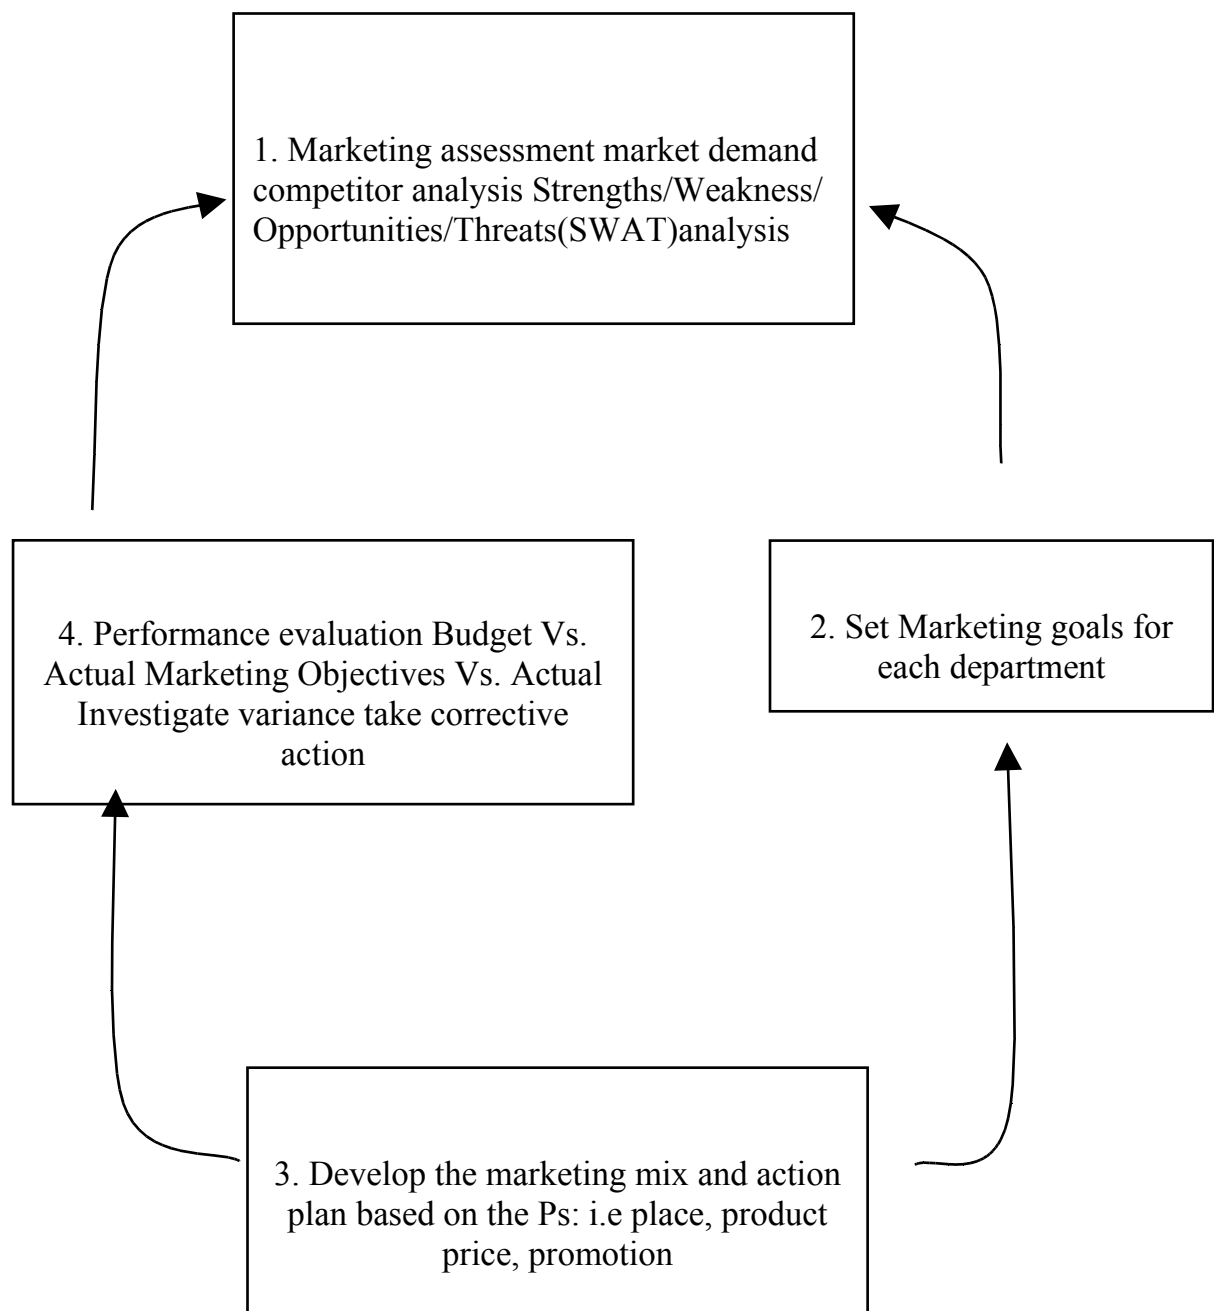 1. Marketing assessment market demand
competitor analysis Strengths/Weakness/
Opportunities/Threats(SWAT)analysis
2. Set Marketing goals for
each department
4. Performance evaluation Budget Vs.
Actual Marketing Objectives Vs. Actual
Investigate variance take corrective
action
3. Develop the marketing mix and action
plan based on the Ps: i.e place, product
price, promotion